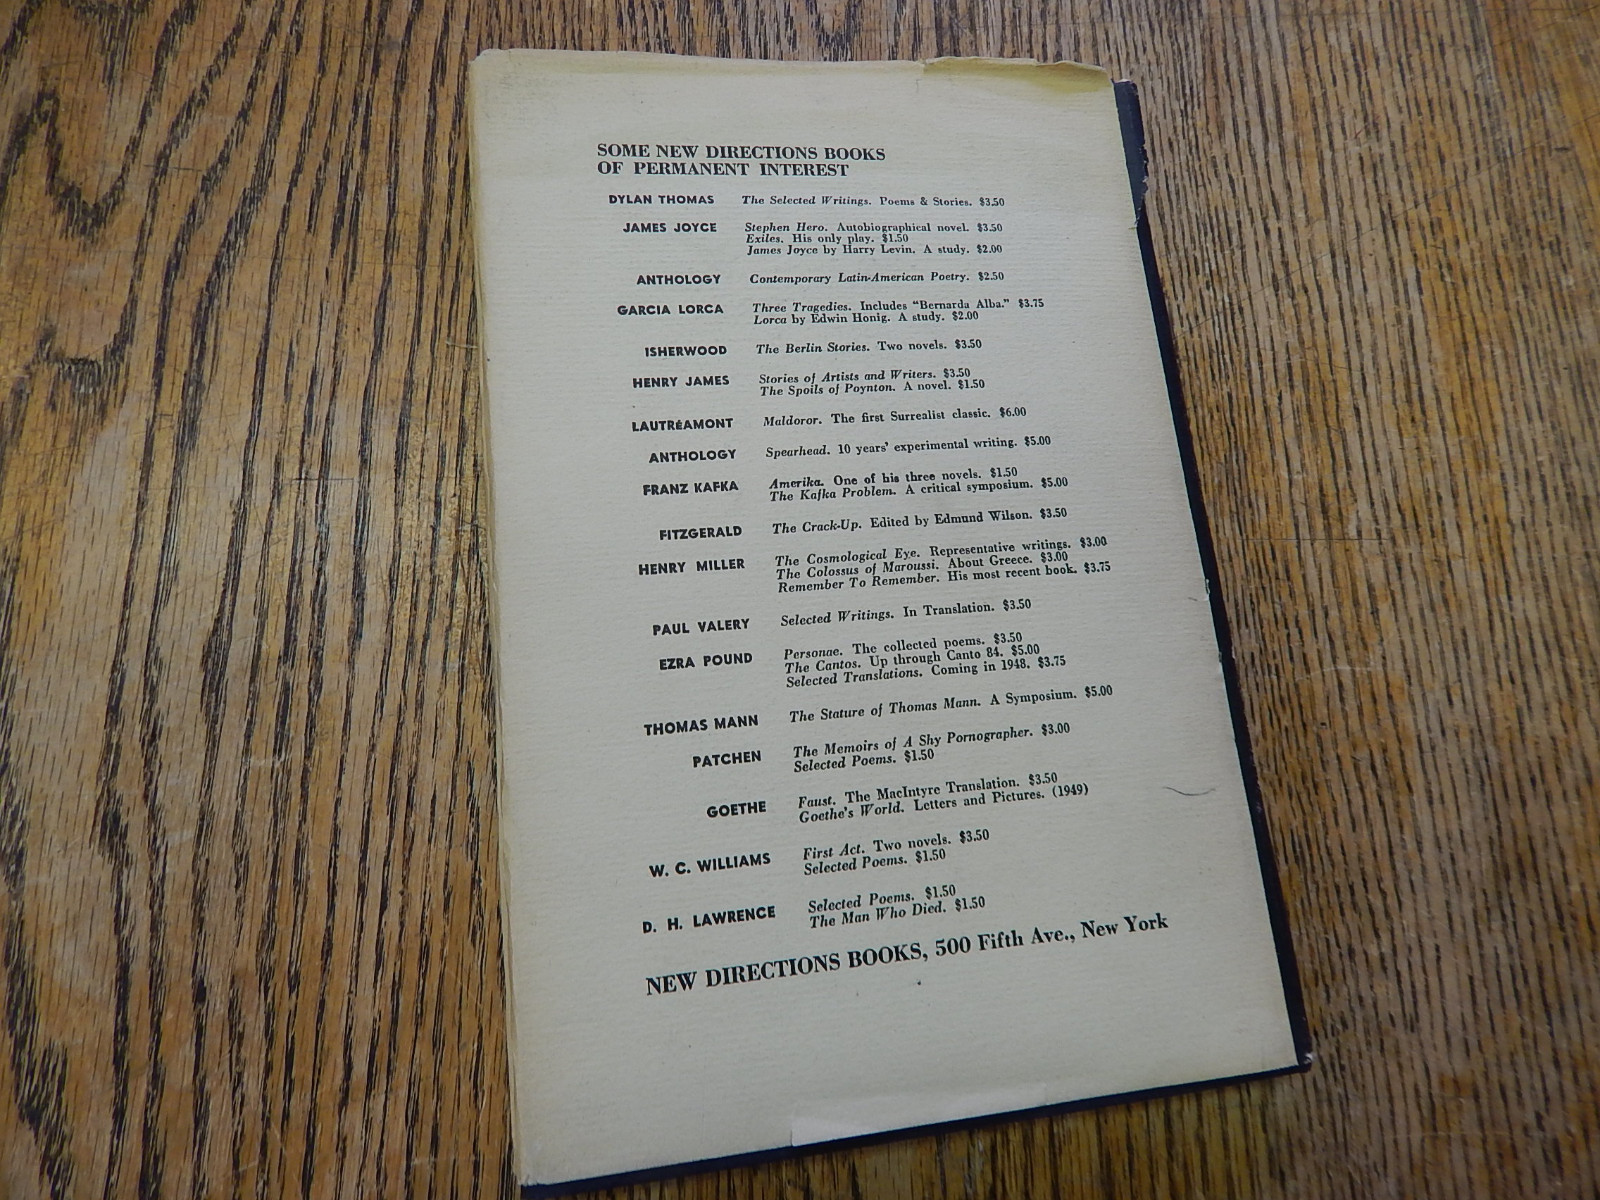 SOME NEW DIRECTIONS BOOKS
OF PERMANENT INTEREST
DYLAN THOMAS The Selected Writings. Poems & Stories. $3.50
JAMES JOYCE Stephen Hero. Autobiographical novel. $3.50
Exiles. His only play. $1.50
James Joyce by Harry Levin. A study. $2.00
ANTHOLOGY Contemporary Latin-American Poetry. $2.50
GARCIA LORCA Three Tragedies. Includes "Bernarda Alba." $3.75
Lorca by Edwin Honig. A study. $2.00
ISHERWOOD The Berlin Stories. Two novels. $3.50
HENRY JAMES Stories of Artists and Writers. $3.50
The Spoils of Poynton. A novel. $1.50
LAUTRéAMONT Maldoror. The first Surrealist classic. $6.00
ANTHOLOGY Spearhead. 10 years' experimental writing. $5.00
FRANZ KAFKA Amerika. One of his three novels. $1.50
The Kafka Problem. A critical symposium. $5.00
FITZGERALD The Crack-Up. Edited by Edmund Wilson. $3.50
HENRY MILLER The Cosmological Eye. Representative writings. $3.00
The Colossus of Maroussi. About Greece. $3.00
Remember To Remember. His most recent book. $3.75
PAUL VALERY Selected Writings. In Translation. $3.50
EZRA POUND Personae. The collected poems. $3.50
The Cantos. Up through Canto 84. $5.00
Selected Translations. Coming in 1948. $3.75
THOMAS MANN The Stature of Thomas Mann. A Symposium. $5.00
PATCHEN The Memoirs of A Shy Pornographer. $3.00
Selected Poems. $1.50
GOETHE Faust. The MacIntyre Translation. $3.50
Goethe's World. Letters and Pictures. (1949)
W. C. WILLIAMS First Act. Two novels. $3.50
Selected Poems. $1.50
D. H. LAWRENCE Selected Poems. $1.50
The Man Who Died. $1.50
NEW DIRECTIONS BOOKS, 500 Fifth Ave., New York